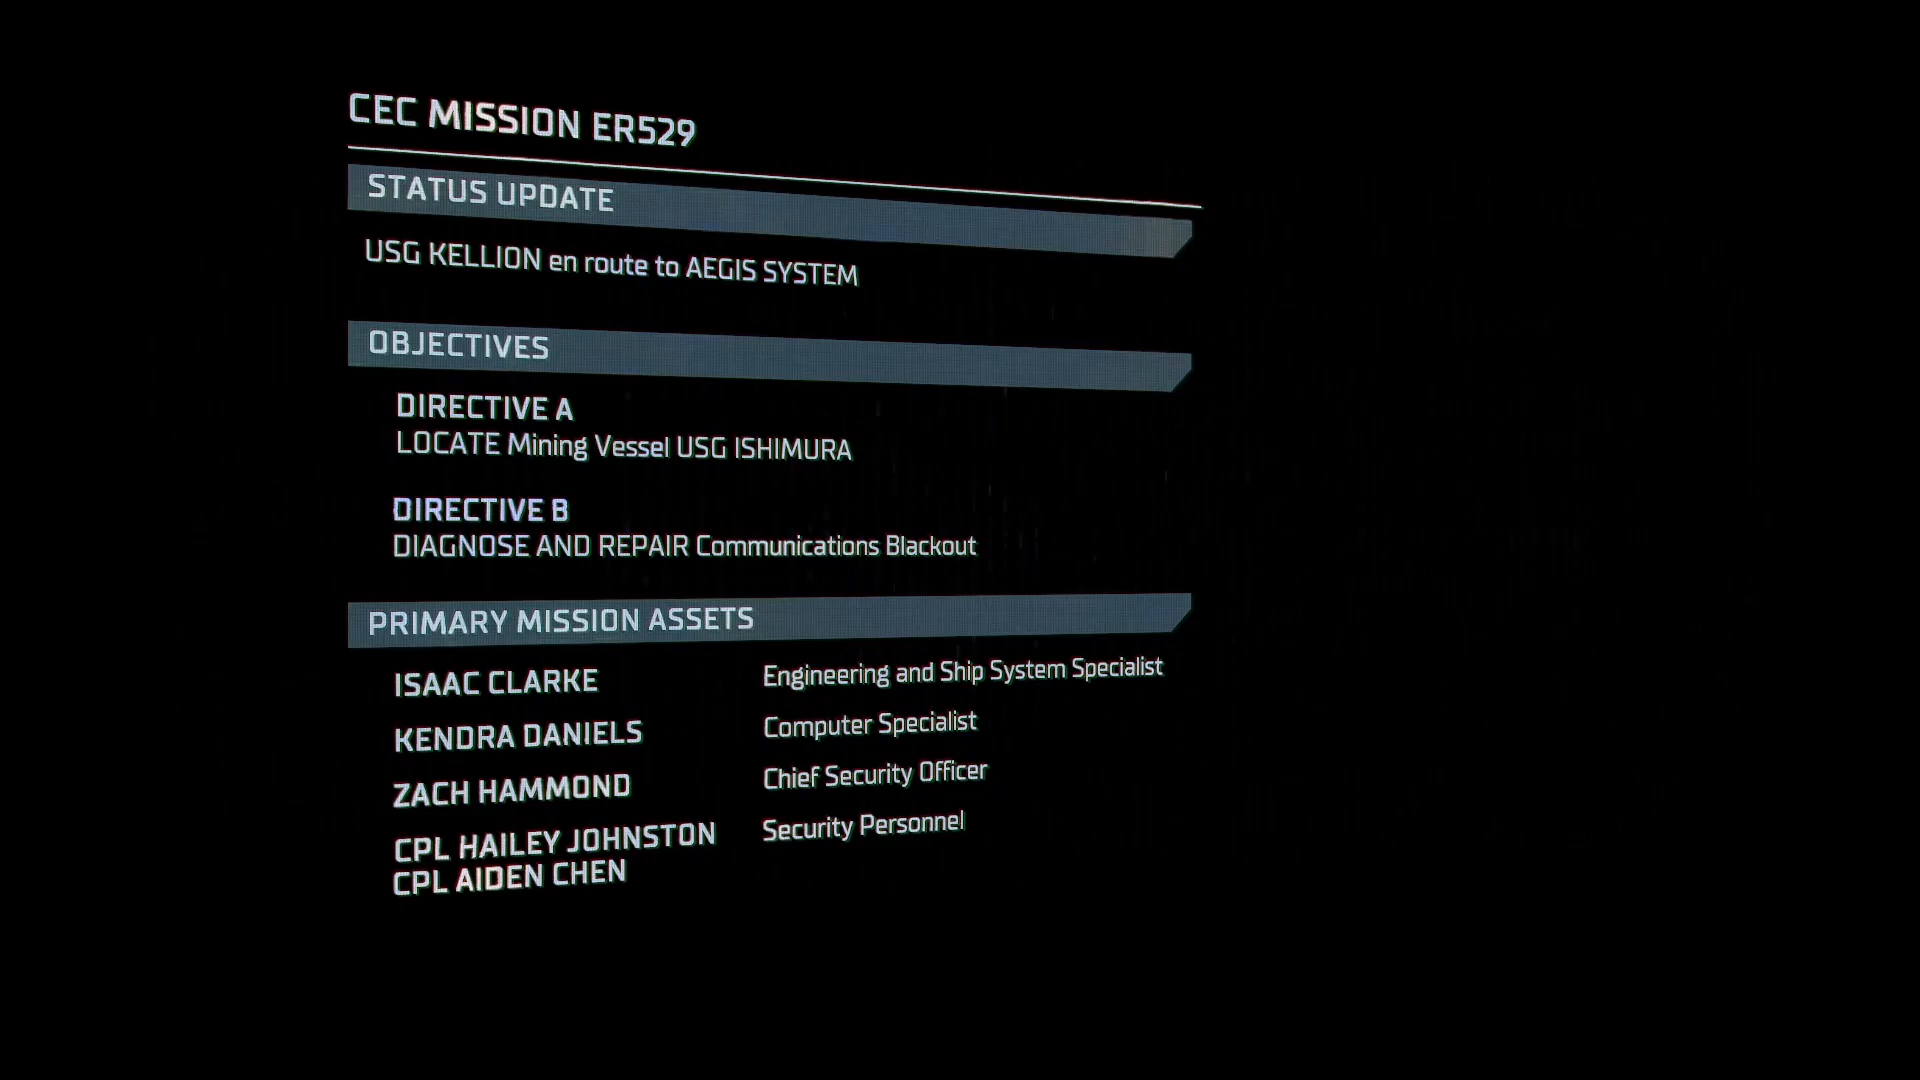 CEC MISSION ER529
STATUS UPDATE
USG KELLION en route to AEGIS SYSTEM
OBJECTIVES
DIRECTIVE A
LOCATE Mining Vessel USG ISHIMURA
DIRECTIVE B
DIAGNOSE AND REPAIR Communications Blackout
PRIMARY MISSION ASSETS
ISAAC CLARKE Engineering and Ship System Specialist
KENDRA DANIELS Computer Specialist
ZACH HAMMOND Chief Security Officer
CPL HAILEY JOHNSTON Security Personnel
CPL AIDEN CHEN